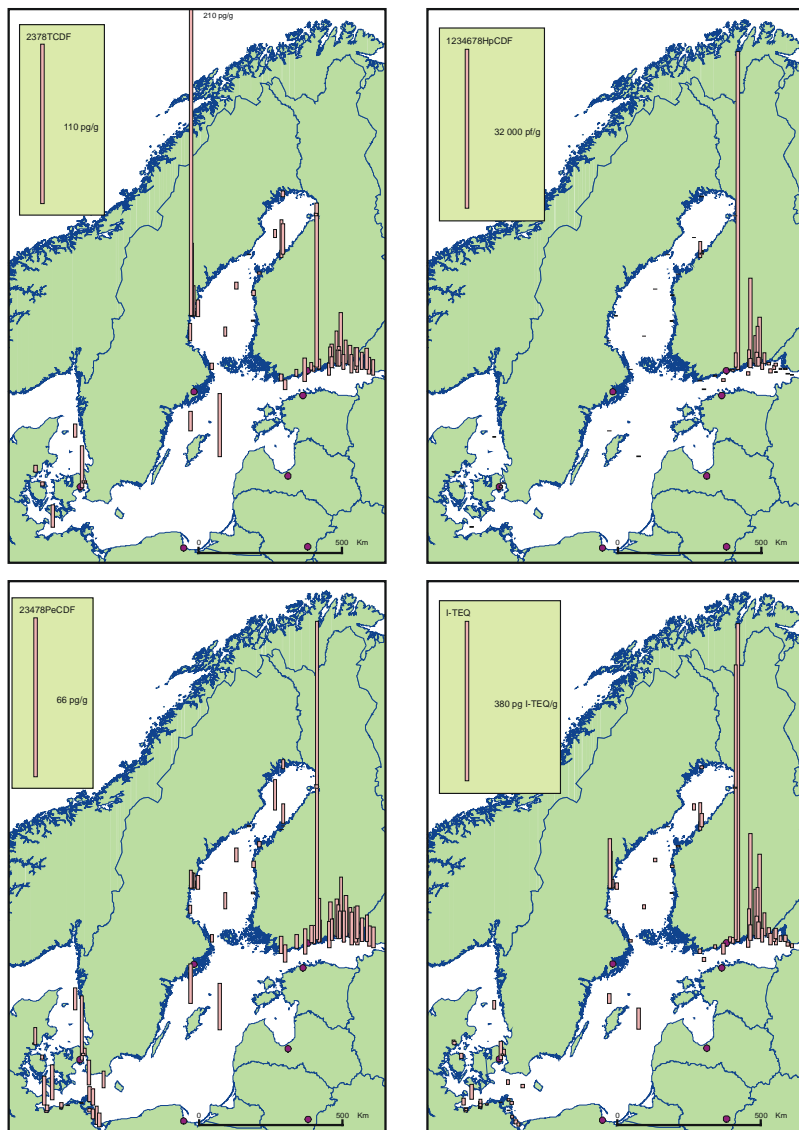 210 pg/g
2378TCDF
110 pg/g
0
500 Km
1234678HpCDF
32 000 pf/g
0
500 Km
23478PeCDF
66 pg/g
0
500 Km
I-TEQ
380 pg I-TEQ/g
0
500 Km